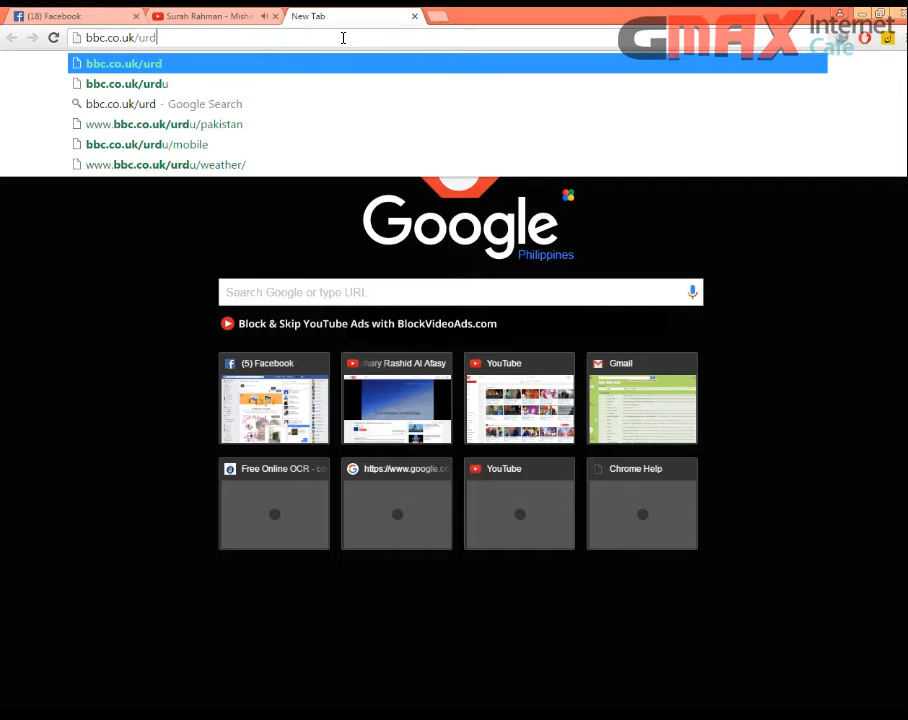 (18) Facebook
Surah Rahman - Misha
New Tab
bbc.co.uk/urd
GMAX Internet
Cafe
bbc.co.uk/urd
bbc.co.uk/urdu
bbc.co.uk/urd - Google Search
www.bbc.co.uk/urdu/pakistan
bbc.co.uk/urdu/mobile
www.bbc.co.uk/urdu/weather/
Google
Philippines
Search Google or type URL
Block & Skip YouTube Ads with BlockVideoAds.com
(5) Facebook
hary Rashid Al Afasy
YouTube
Gmail
Free Online OCR - co
https://www.google.co
YouTube
Chrome Help